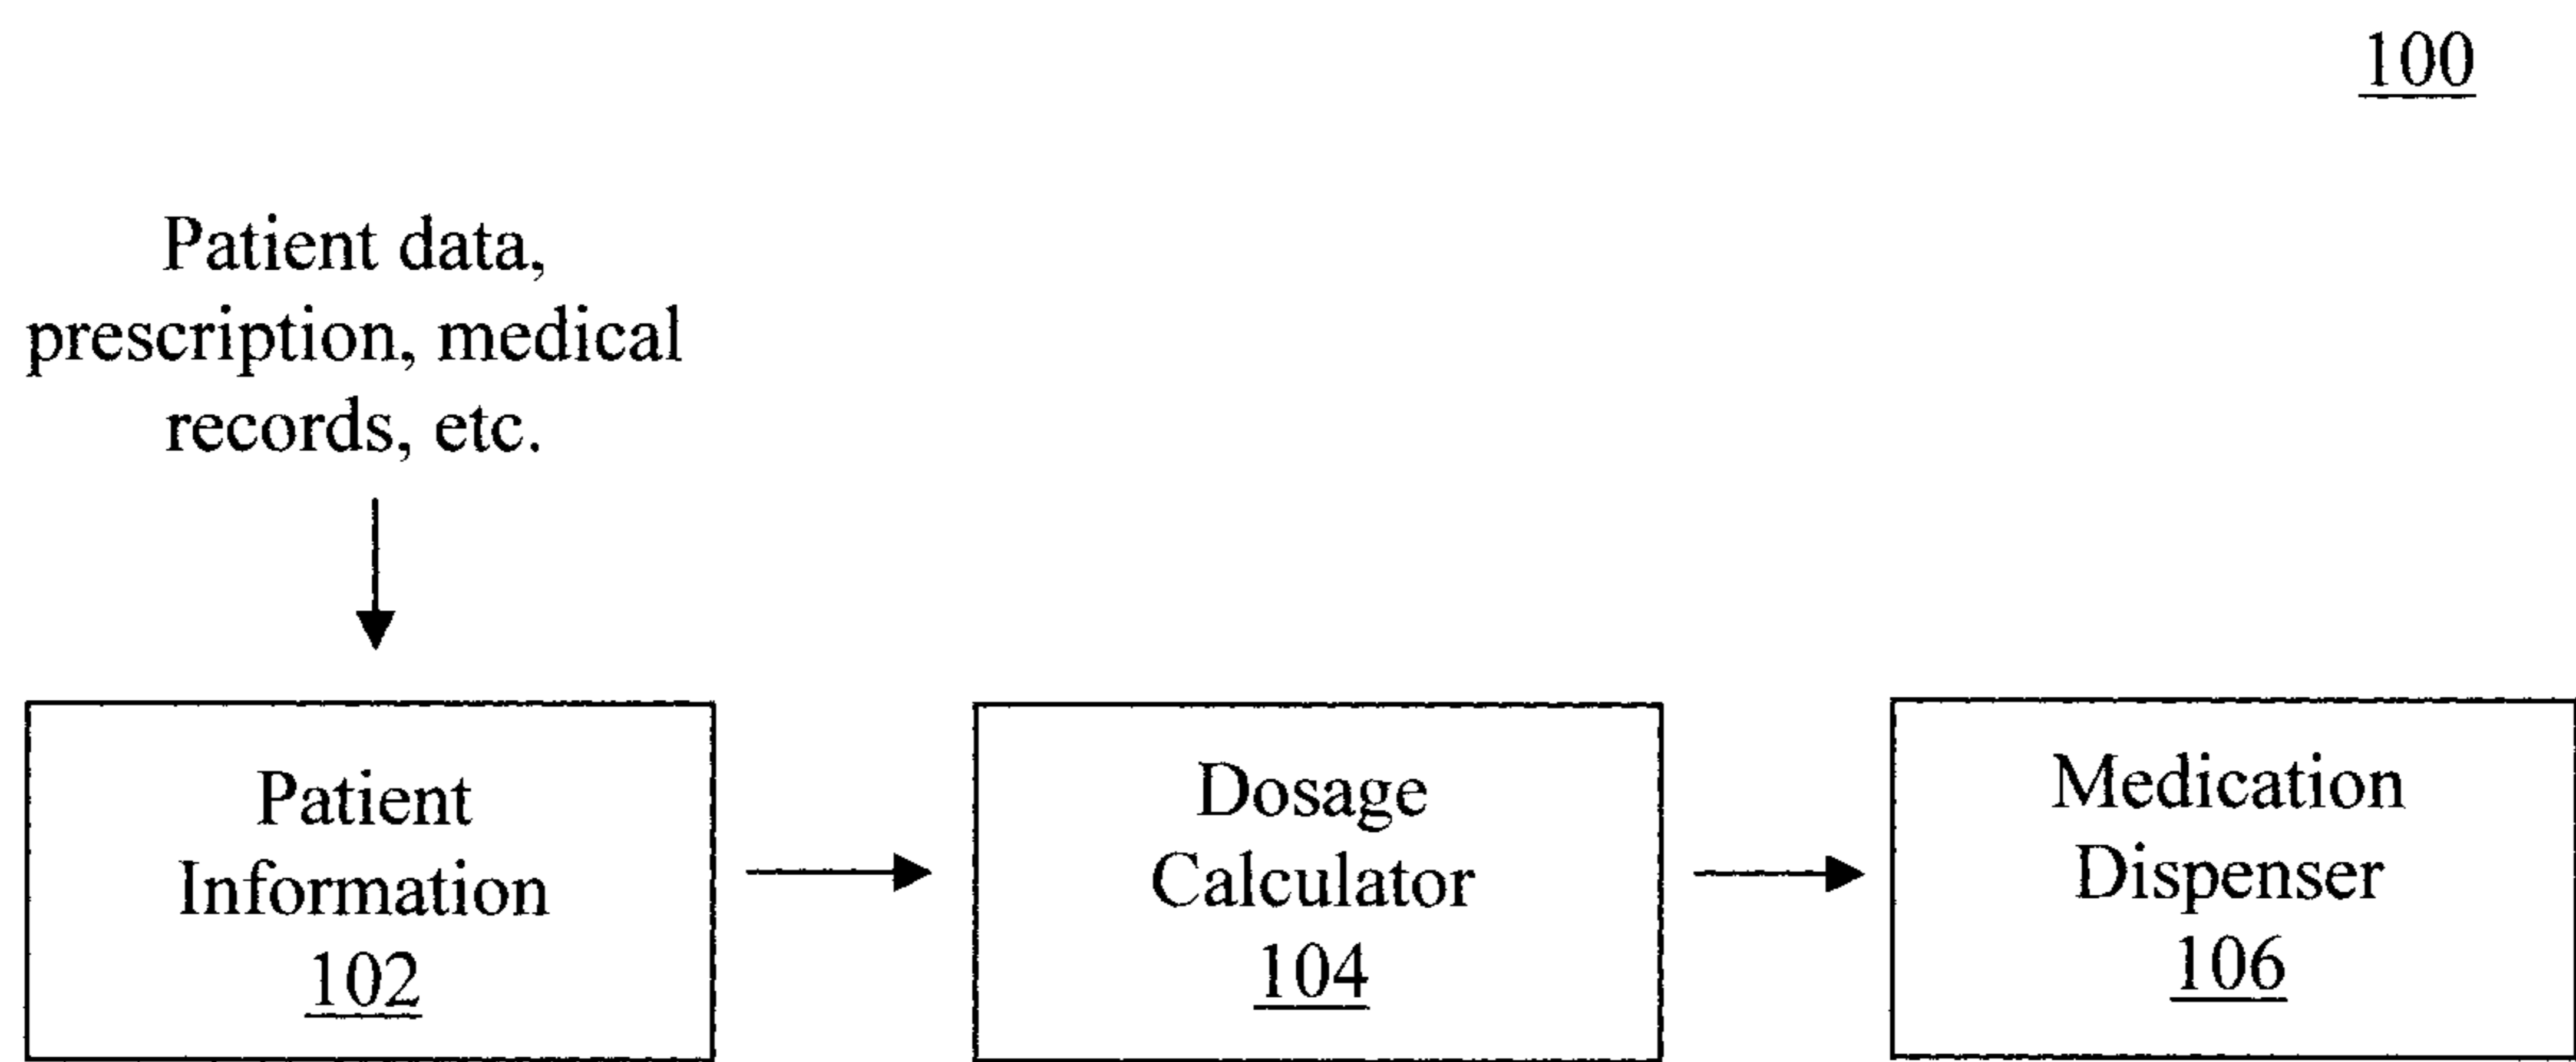 100
Patient data,
prescription, medical
records, etc.
Patient
Information
102
Dosage
Calculator
104
Medication
Dispenser
106